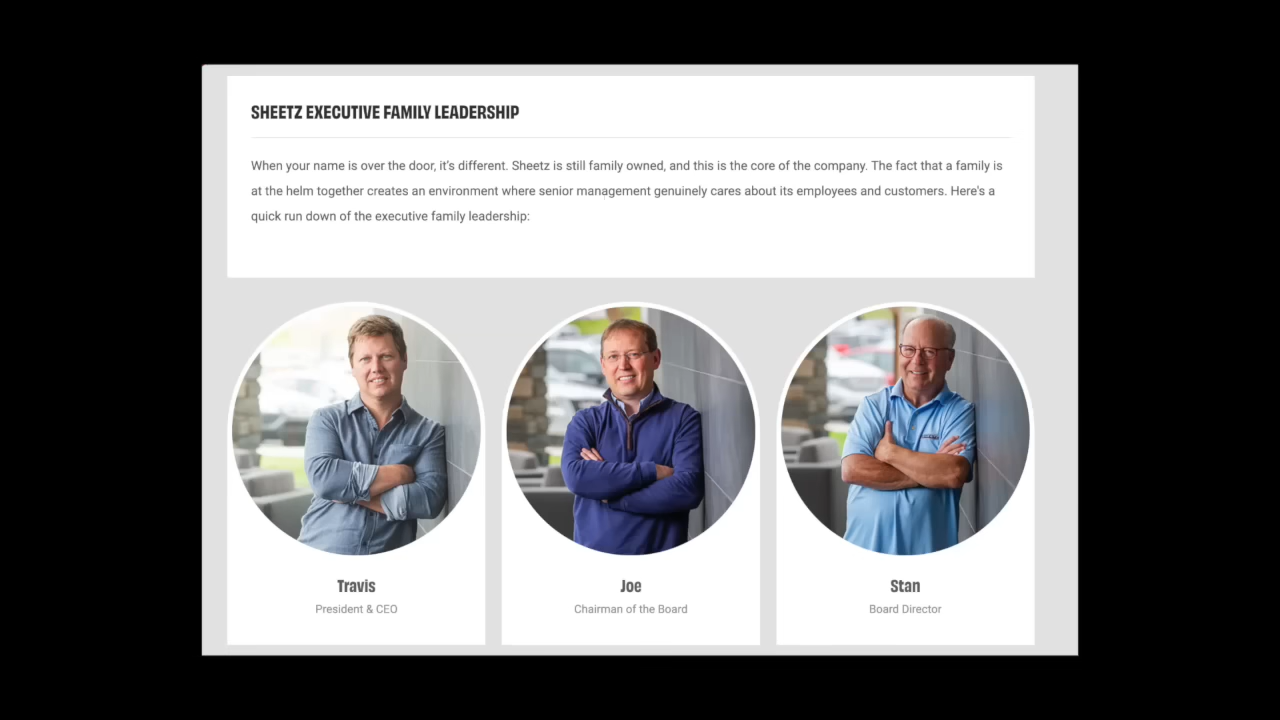 SHEETZ EXECUTIVE FAMILY LEADERSHIP
When your name is over the door, it's different. Sheetz is still family owned, and this is the core of the company. The fact that a family is
at the helm together creates an environment where senior management genuinely cares about its employees and customers. Here's a
quick run down of the executive family leadership:
Travis
President & CEO
Joe
Chairman of the Board
Stan
Board Director